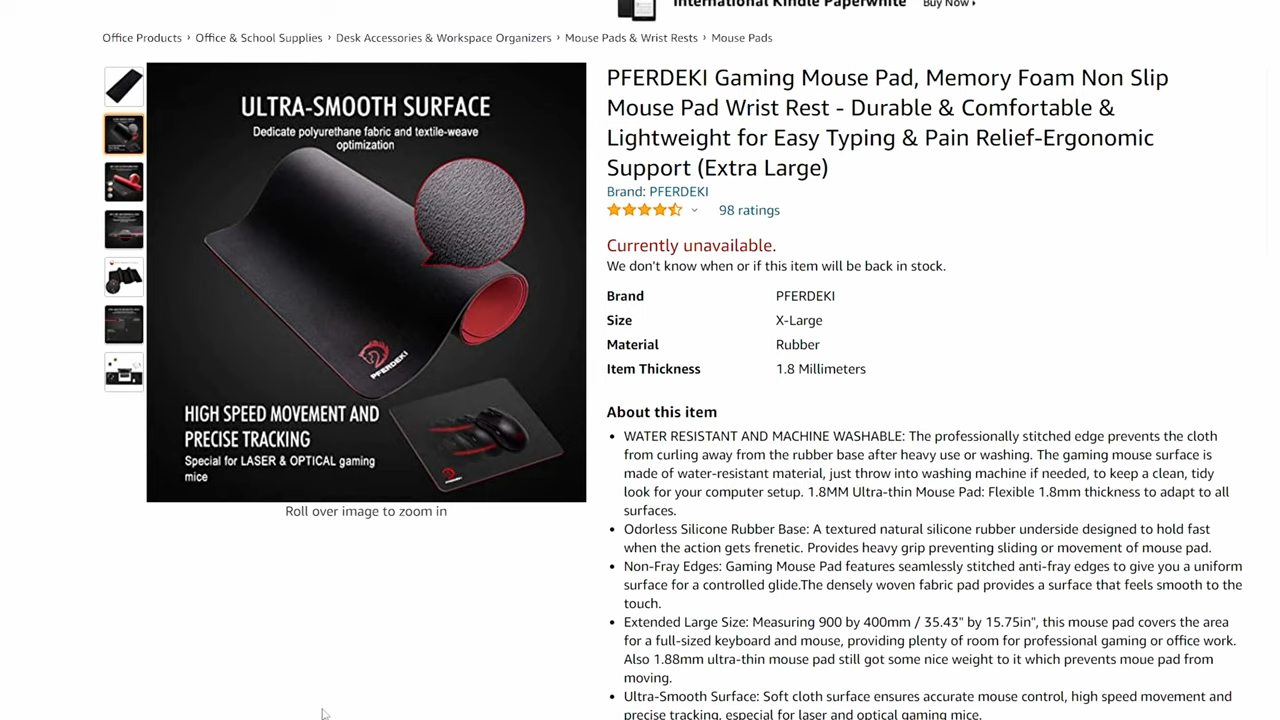 International Kindle Paperwhite Buy Now ▸
Office Products › Office & School Supplies › Desk Accessories & Workspace Organizers › Mouse Pads & Wrist Rests › Mouse Pads
ULTRA-SMOOTH SURFACE
Dedicate polyurethane fabric and textile-weave
optimization
PFERDEKI
HIGH SPEED MOVEMENT AND
PRECISE TRACKING
Special for LASER & OPTICAL gaming
mice
PFERDEKI
Roll over image to zoom in
PFERDEKI Gaming Mouse Pad, Memory Foam Non Slip
Mouse Pad Wrist Rest - Durable & Comfortable &
Lightweight for Easy Typing & Pain Relief-Ergonomic
Support (Extra Large)
Brand: PFERDEKI
98 ratings
Currently unavailable.
We don't know when or if this item will be back in stock.
Brand PFERDEKI
Size X-Large
Material Rubber
Item Thickness 1.8 Millimeters
About this item
• WATER RESISTANT AND MACHINE WASHABLE: The professionally stitched edge prevents the cloth
from curling away from the rubber base after heavy use or washing. The gaming mouse surface is
made of water-resistant material, just throw into washing machine if needed, to keep a clean, tidy
look for your computer setup. 1.8MM Ultra-thin Mouse Pad: Flexible 1.8mm thickness to adapt to all
surfaces.
• Odorless Silicone Rubber Base: A textured natural silicone rubber underside designed to hold fast
when the action gets frenetic. Provides heavy grip preventing sliding or movement of mouse pad.
• Non-Fray Edges: Gaming Mouse Pad features seamlessly stitched anti-fray edges to give you a uniform
surface for a controlled glide.The densely woven fabric pad provides a surface that feels smooth to the
touch.
• Extended Large Size: Measuring 900 by 400mm / 35.43" by 15.75in", this mouse pad covers the area
for a full-sized keyboard and mouse, providing plenty of room for professional gaming or office work.
Also 1.88mm ultra-thin mouse pad still got some nice weight to it which prevents moue pad from
moving.
• Ultra-Smooth Surface: Soft cloth surface ensures accurate mouse control, high speed movement and
precise tracking, especial for laser and optical gaming mice.